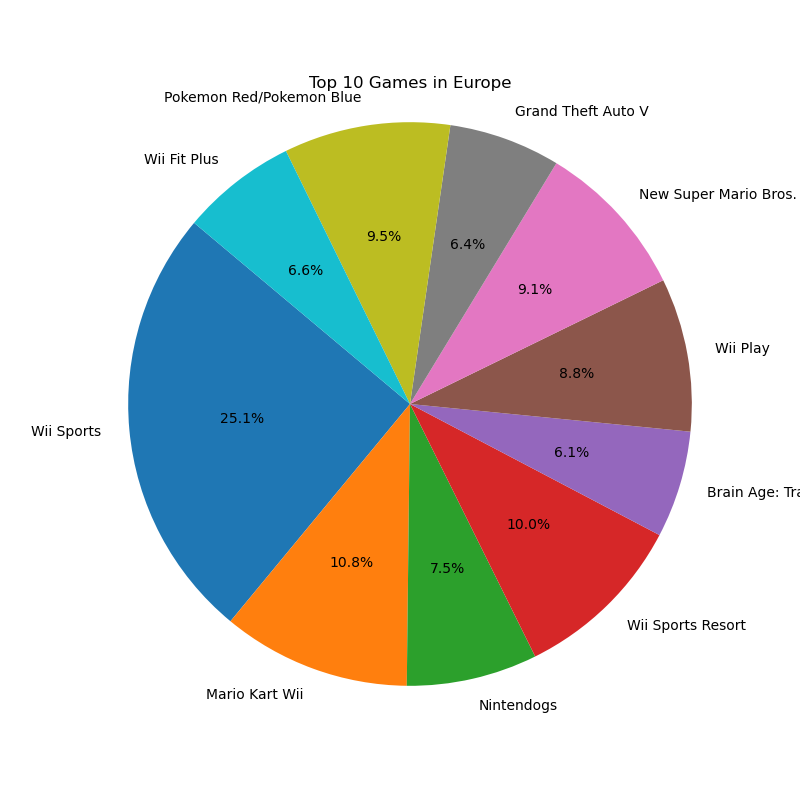 Top 10 Games in Europe
Pokemon Red/Pokemon Blue
Grand Theft Auto V
Wii Fit Plus
New Super Mario Bros.
9.5%
6.4%
6.6%
9.1%
Wii Play
8.8%
25.1%
Wii Sports
6.1%
Brain Age:
10.0%
10.8%
7.5%
Wii Sports Resort
Mario Kart Wii
Nintendogs